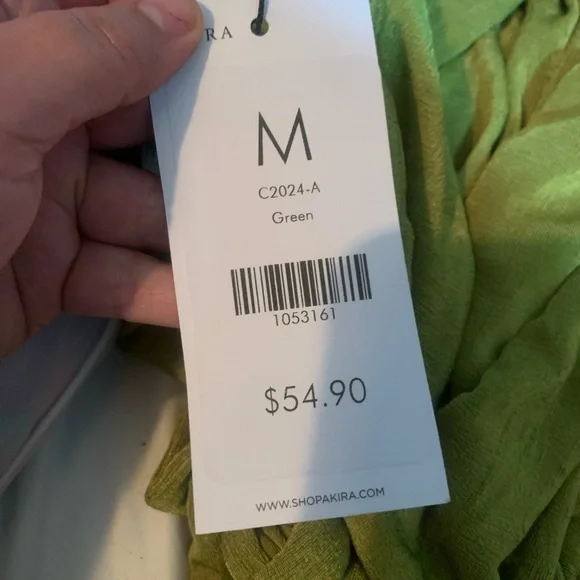 RA
M
C2024-A
Green
1053161
$54.90
WWW.SHOPAKIRA.COM